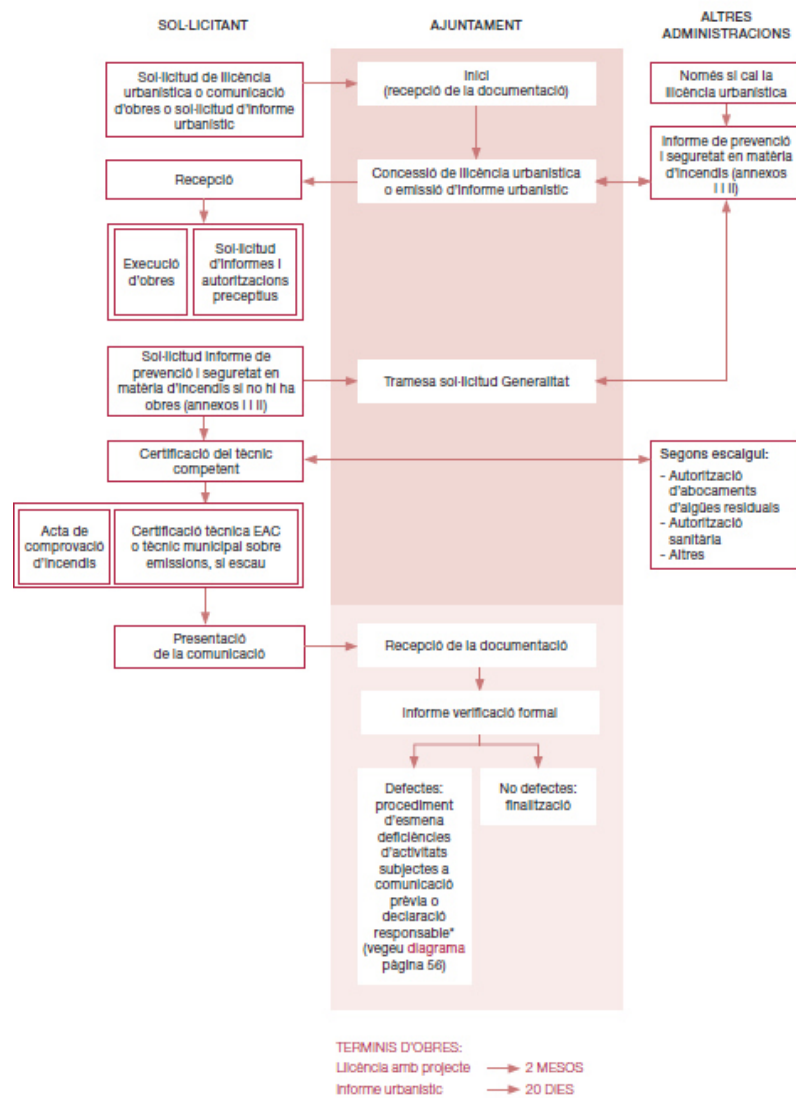 SOL·LICITANT
AJUNTAMENT
ALTRES
ADMINISTRACIONS
Sol·licitud de llicència
urbanística o comunicació
d'obres o sol·licitud d'informe
urbanístic
Inici
(recepció de la documentació)
Només si cal la
llicència urbanística
Informe de prevenció
i seguretat en matèria
d'incendis (annexos
I i II)
Recepció
Concessió de llicència urbanística
o emissió d'informe urbanístic
Execució
d'obres
Sol·licitud
d'informes i
autoritzacions
preceptius
Sol·licitud informe de
prevenció i seguretat en
matèria d'incendis si no hi ha
obres (annexos I i II)
Tramesa sol·licitud Generalitat
Certificació del tècnic
competent
Segons escaigui:
- Autorització
d'abocaments
d'aigües residuals
- Autorització
sanitària
- Altres
Acta de
comprovació
d'incendis
Certificació tècnica EAC
o tècnic municipal sobre
emissions, si escau
Presentació
de la comunicació
Recepció de la documentació
Informe verificació formal
Defectes:
procediment
d'esmena
deficiències
d'activitats
subjectes a
comunicació
prèvia o
declaració
responsable*
(vegeu diagrama
pàgina 56)
No defectes:
finalització
TERMINIS D'OBRES:
Llicència amb projecte → 2 MESOS
Informe urbanístic → 20 DIES